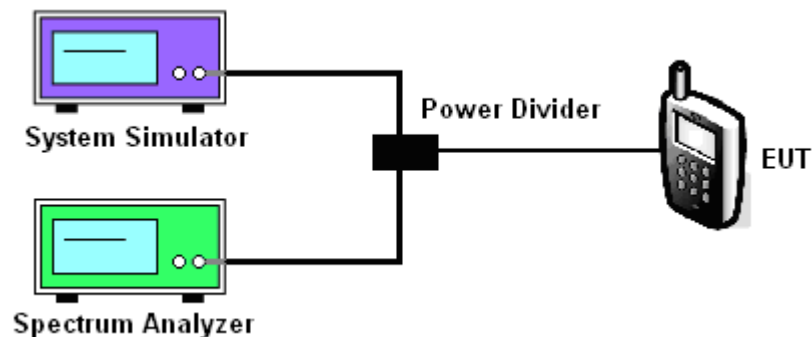 System Simulator
Power Divider
EUT
Spectrum Analyzer